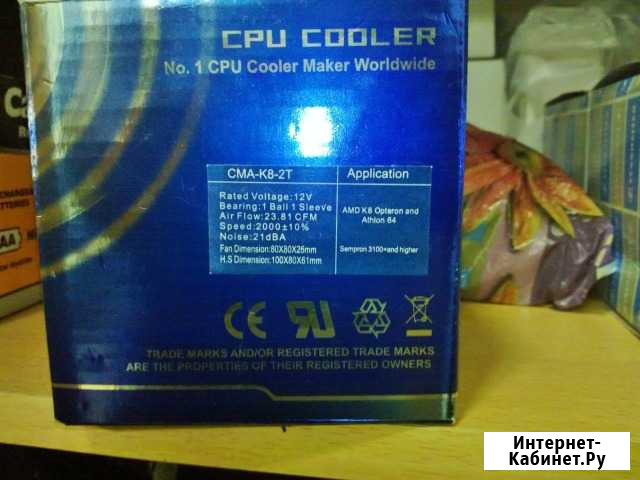 CPU COOLER
No. 1 CPU Cooler Maker Worldwide
CMA-K8-2T
Application
Rated Voltage:12V
Bearing:1 Ball 1 Sleeve
Air Flow:23.81 CFM
Speed:2000±10%
Noise:21dBA
Fan Dimension:80X80X25mm
H.S Dimension:100X80X61mm
AMD K8 Opteron and
Athlon 64
Sempron 3100+and higher
CE
TRADE MARKS AND/OR REGISTERED TRADE MARKS
ARE THE PROPERTIES OF THEIR REGISTERED OWNERS
AA
Интернет-
Кабинет.Ру